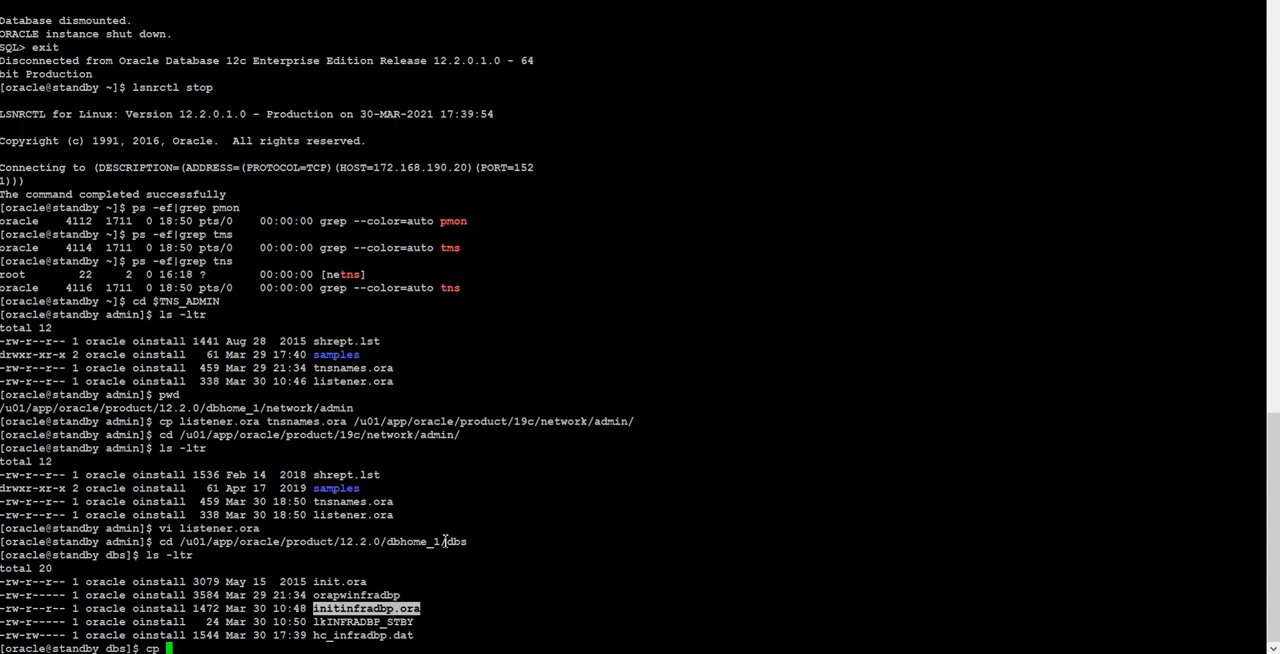 Database dismounted.
ORACLE instance shut down.
SQL> exit
Disconnected from Oracle Database 12c Enterprise Edition Release 12.2.0.1.0 - 64
bit Production
[oracle@standby ~]$ lsnrctl stop
LSNRCTL for Linux: Version 12.2.0.1.0 - Production on 30-MAR-2021 17:39:54
Copyright (c) 1991, 2016, Oracle.  All rights reserved.
Connecting to (DESCRIPTION=(ADDRESS=(PROTOCOL=TCP)(HOST=172.168.190.20)(PORT=152
1)))
The command completed successfully
[oracle@standby ~]$ ps -ef|grep pmon
oracle    4112  1711  0 18:50 pts/0    00:00:00 grep --color=auto pmon
[oracle@standby ~]$ ps -ef|grep tms
oracle    4114  1711  0 18:50 pts/0    00:00:00 grep --color=auto tms
[oracle@standby ~]$ ps -ef|grep tns
root        22     2  0 16:18 ?        00:00:00 [netns]
oracle    4116  1711  0 18:50 pts/0    00:00:00 grep --color=auto tns
[oracle@standby ~]$ cd $TNS_ADMIN
[oracle@standby admin]$ ls -ltr
total 12
-rw-r--r-- 1 oracle oinstall 1441 Aug 28  2015 shrept.lst
drwxr-xr-x 2 oracle oinstall   61 Mar 29 17:40 samples
-rw-r--r-- 1 oracle oinstall  459 Mar 29 21:34 tnsnames.ora
-rw-r--r-- 1 oracle oinstall  338 Mar 30 10:46 listener.ora
[oracle@standby admin]$ pwd
/u01/app/oracle/product/12.2.0/dbhome_1/network/admin
[oracle@standby admin]$ cp listener.ora tnsnames.ora /u01/app/oracle/product/19c/network/admin/
[oracle@standby admin]$ cd /u01/app/oracle/product/19c/network/admin/
[oracle@standby admin]$ ls -ltr
total 12
-rw-r--r-- 1 oracle oinstall 1536 Feb 14  2018 shrept.lst
drwxr-xr-x 2 oracle oinstall   61 Apr 17  2019 samples
-rw-r--r-- 1 oracle oinstall  459 Mar 30 18:50 tnsnames.ora
-rw-r--r-- 1 oracle oinstall  338 Mar 30 18:50 listener.ora
[oracle@standby admin]$ vi listener.ora
[oracle@standby admin]$ cd /u01/app/oracle/product/12.2.0/dbhome_1/dbs
[oracle@standby dbs]$ ls -ltr
total 20
-rw-r--r-- 1 oracle oinstall 3079 May 15  2015 init.ora
-rw-r----- 1 oracle oinstall 3584 Mar 29 21:34 orapwinfradbp
-rw-r--r-- 1 oracle oinstall 1472 Mar 30 10:48 initinfradbp.ora
-rw-r----- 1 oracle oinstall   24 Mar 30 10:50 lkINFRADBP_STBY
-rw-rw---- 1 oracle oinstall 1544 Mar 30 17:39 hc_infradbp.dat
[oracle@standby dbs]$ cp